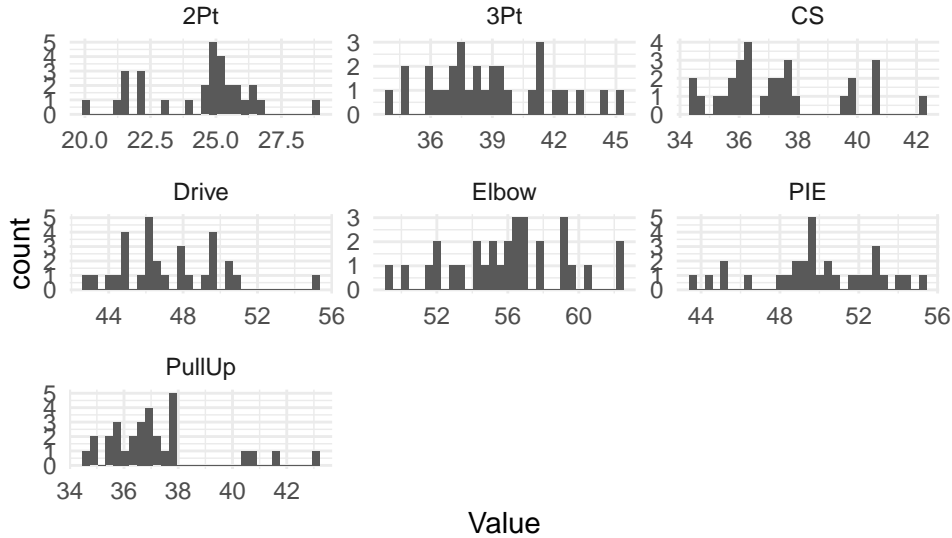 2Pt 3Pt CS
5 4 3 2 1 0
3 2 1 0
4 3 2 1 0
20.0 22.5 25.0 27.5
36 39 42 45
34 36 38 40 42
Drive Elbow PIE
5 4 3 2 1 0
3 2 1 0
5 4 3 2 1 0
44 48 52 56
52 56 60
44 48 52 56
PullUp
5 4 3 2 1 0
34 36 38 40 42
count
Value